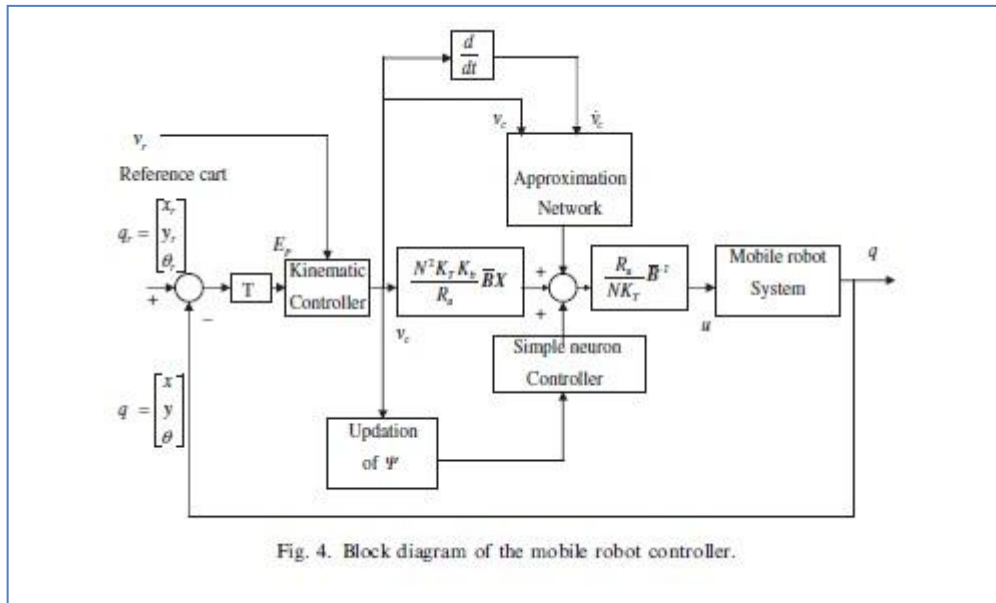 d
dt
v_c
v̇_c
v_r
Approximation
Network
Reference cart
q_r = [x_r
y_r
θ_r]
E_p
+
−
T
Kinematic
Controller
v_c
N²K_T K_b
R_a
B̄X
+
+
R_a
NK_T
u
Mobile robot
System
q
Simple neuron
Controller
q = [x
y
θ]
Updation
of Ψ
Fig. 4. Block diagram of the mobile robot controller.